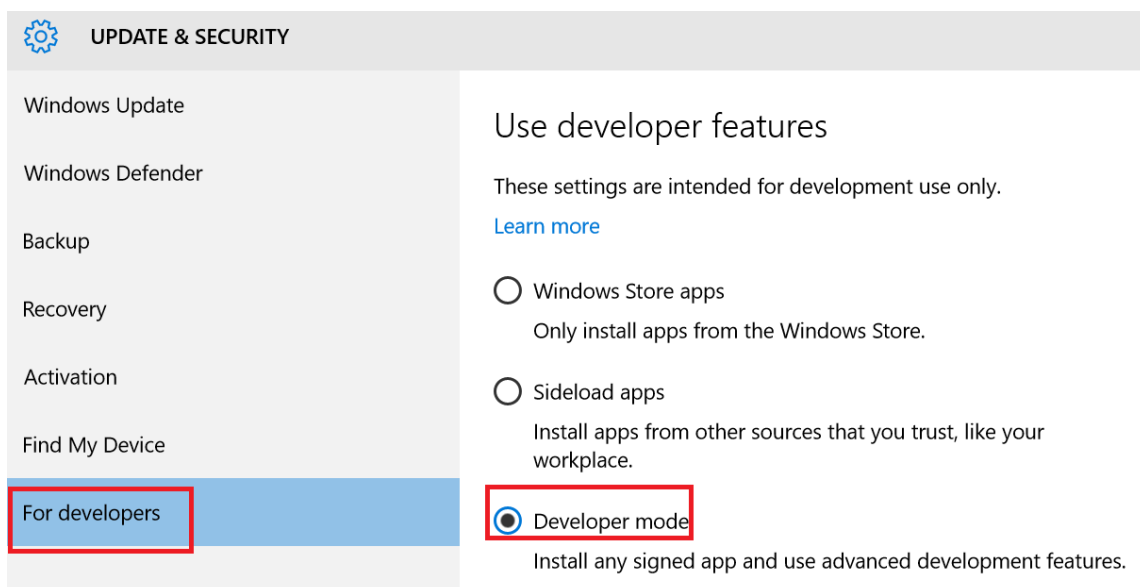 UPDATE & SECURITY
Windows Update
Windows Defender
Backup
Recovery
Activation
Find My Device
For developers
Use developer features
These settings are intended for development use only.
Learn more
Windows Store apps
Only install apps from the Windows Store.
Sideload apps
Install apps from other sources that you trust, like your
workplace.
Developer mode
Install any signed app and use advanced development features.